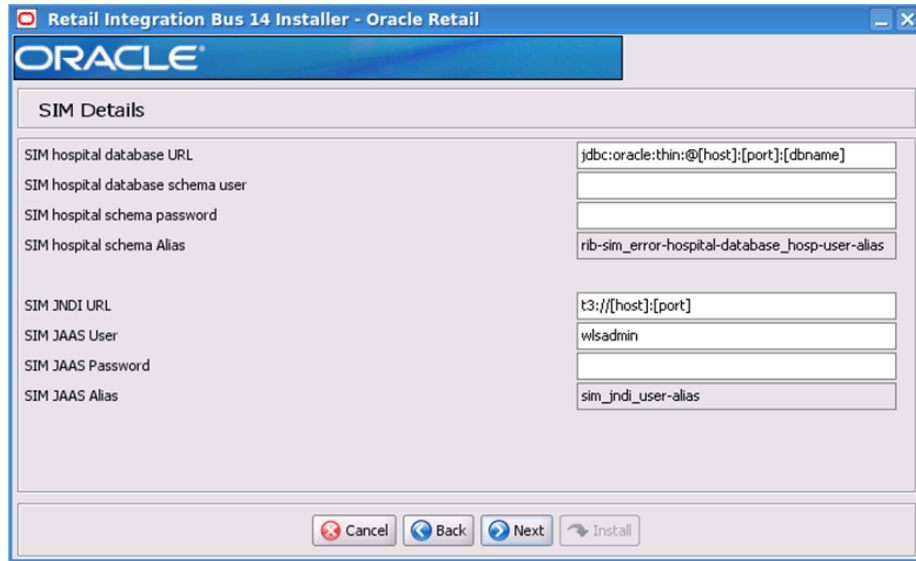 Retail Integration Bus 14 Installer - Oracle Retail
ORACLE®
SIM Details
SIM hospital database URL jdbc:oracle:thin:@[host]:[port]:[dbname]
SIM hospital database schema user
SIM hospital schema password
SIM hospital schema Alias rib-sim_error-hospital-database_hosp-user-alias
SIM JNDI URL t3://[host]:[port]
SIM JAAS User wlsadmin
SIM JAAS Password
SIM JAAS Alias sim_jndi_user-alias
Cancel Back Next Install